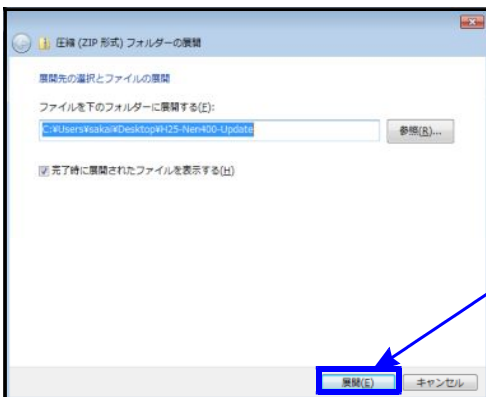 圧縮 (ZIP 形式) フォルダーの展開
展開先の選択とファイルの展開
ファイルを下のフォルダーに展開する(F):
C:¥Users¥sakai¥Desktop¥H25-Nen400-Update
参照(R)...
完了時に展開されたファイルを表示する(H)
展開(E)
キャンセル